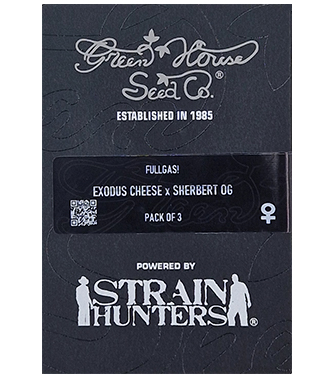 Green House
Seed Co.®
ESTABLISHED IN 1985
FULLGAS!
EXODUS CHEESE x SHERBERT OG
PACK OF 3
POWERED BY
STRAIN
HUNTERS®